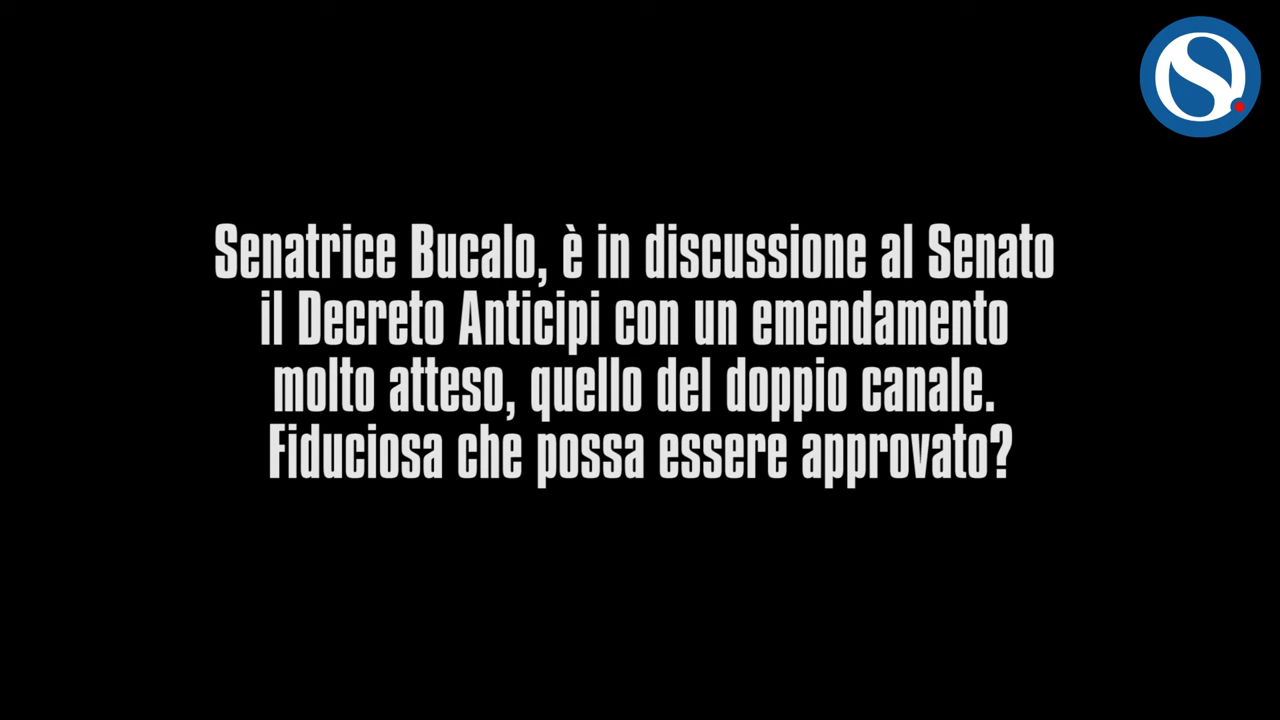 Senatrice Bucalo, è in discussione al Senato
il Decreto Anticipi con un emendamento
molto atteso, quello del doppio canale.
Fiduciosa che possa essere approvato?